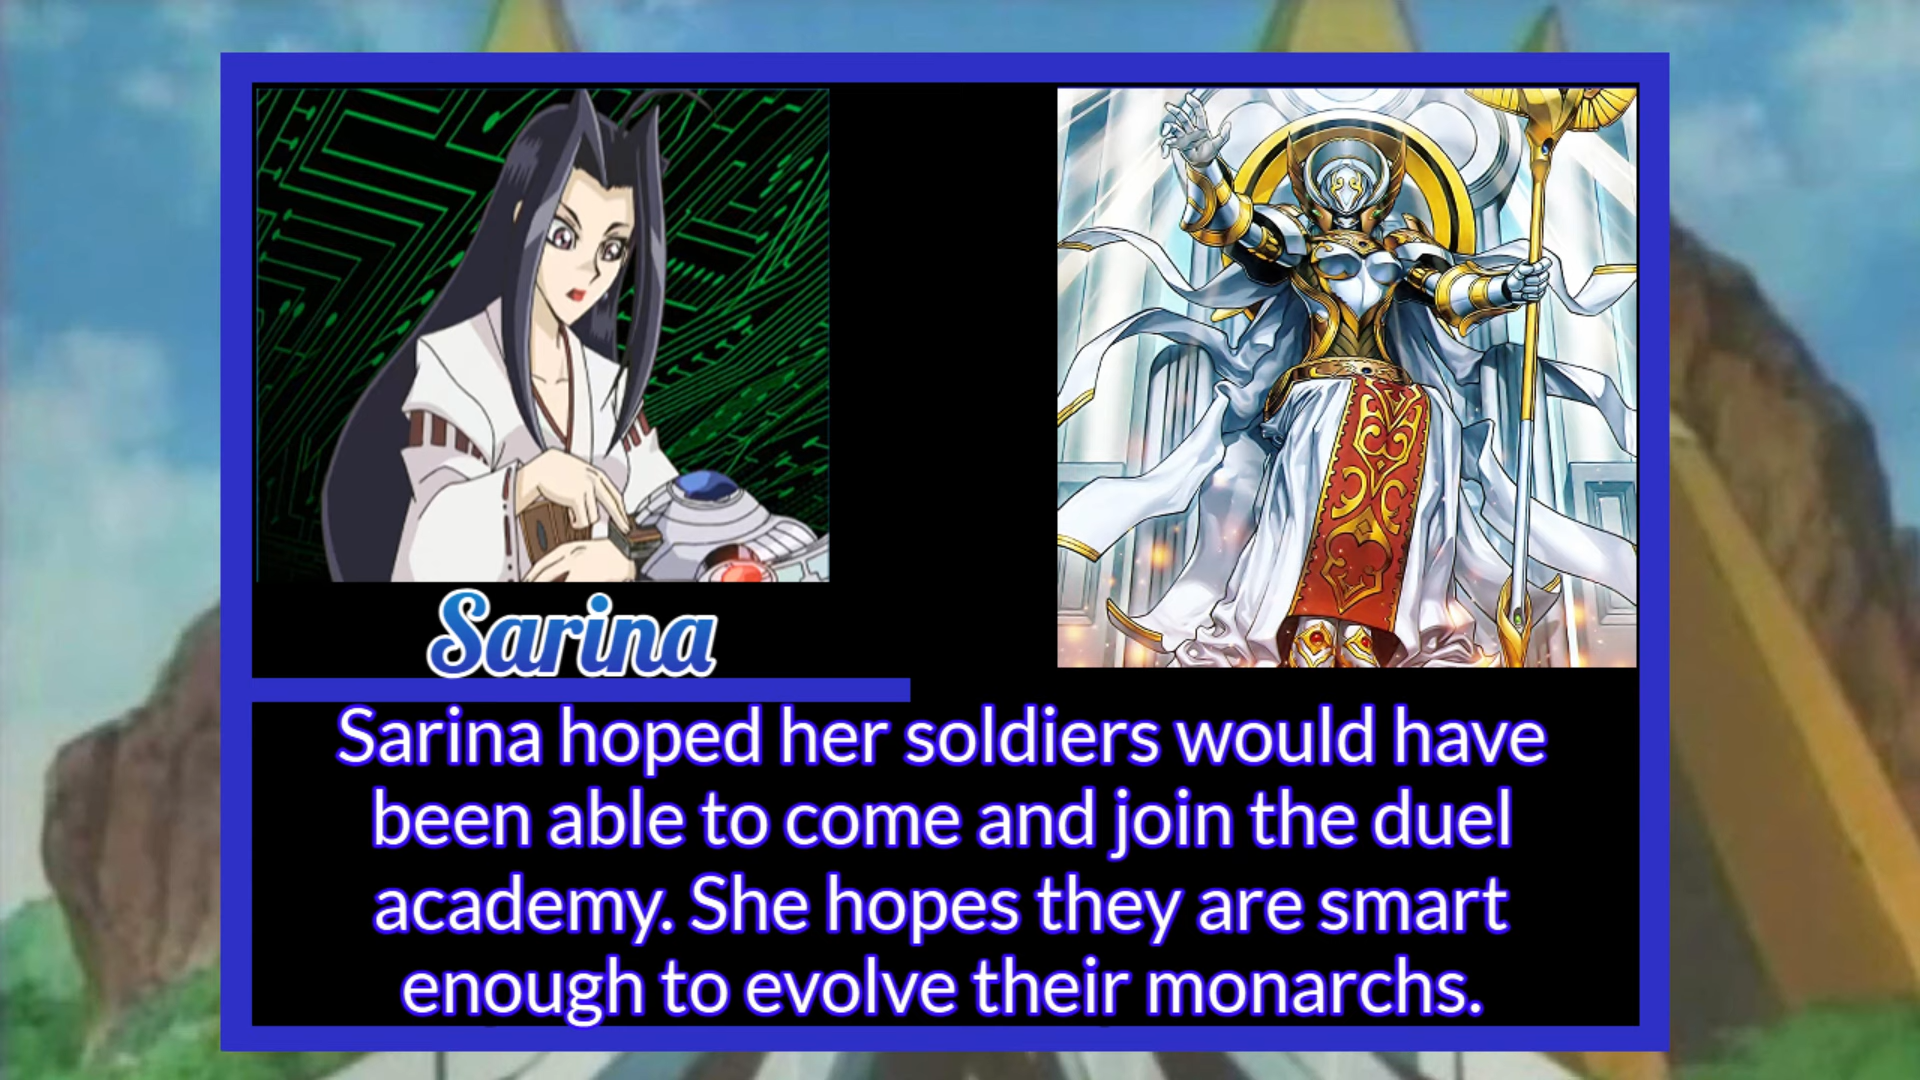 Sarina
Sarina hoped her soldiers would have
been able to come and join the duel
academy. She hopes they are smart
enough to evolve their monarchs.